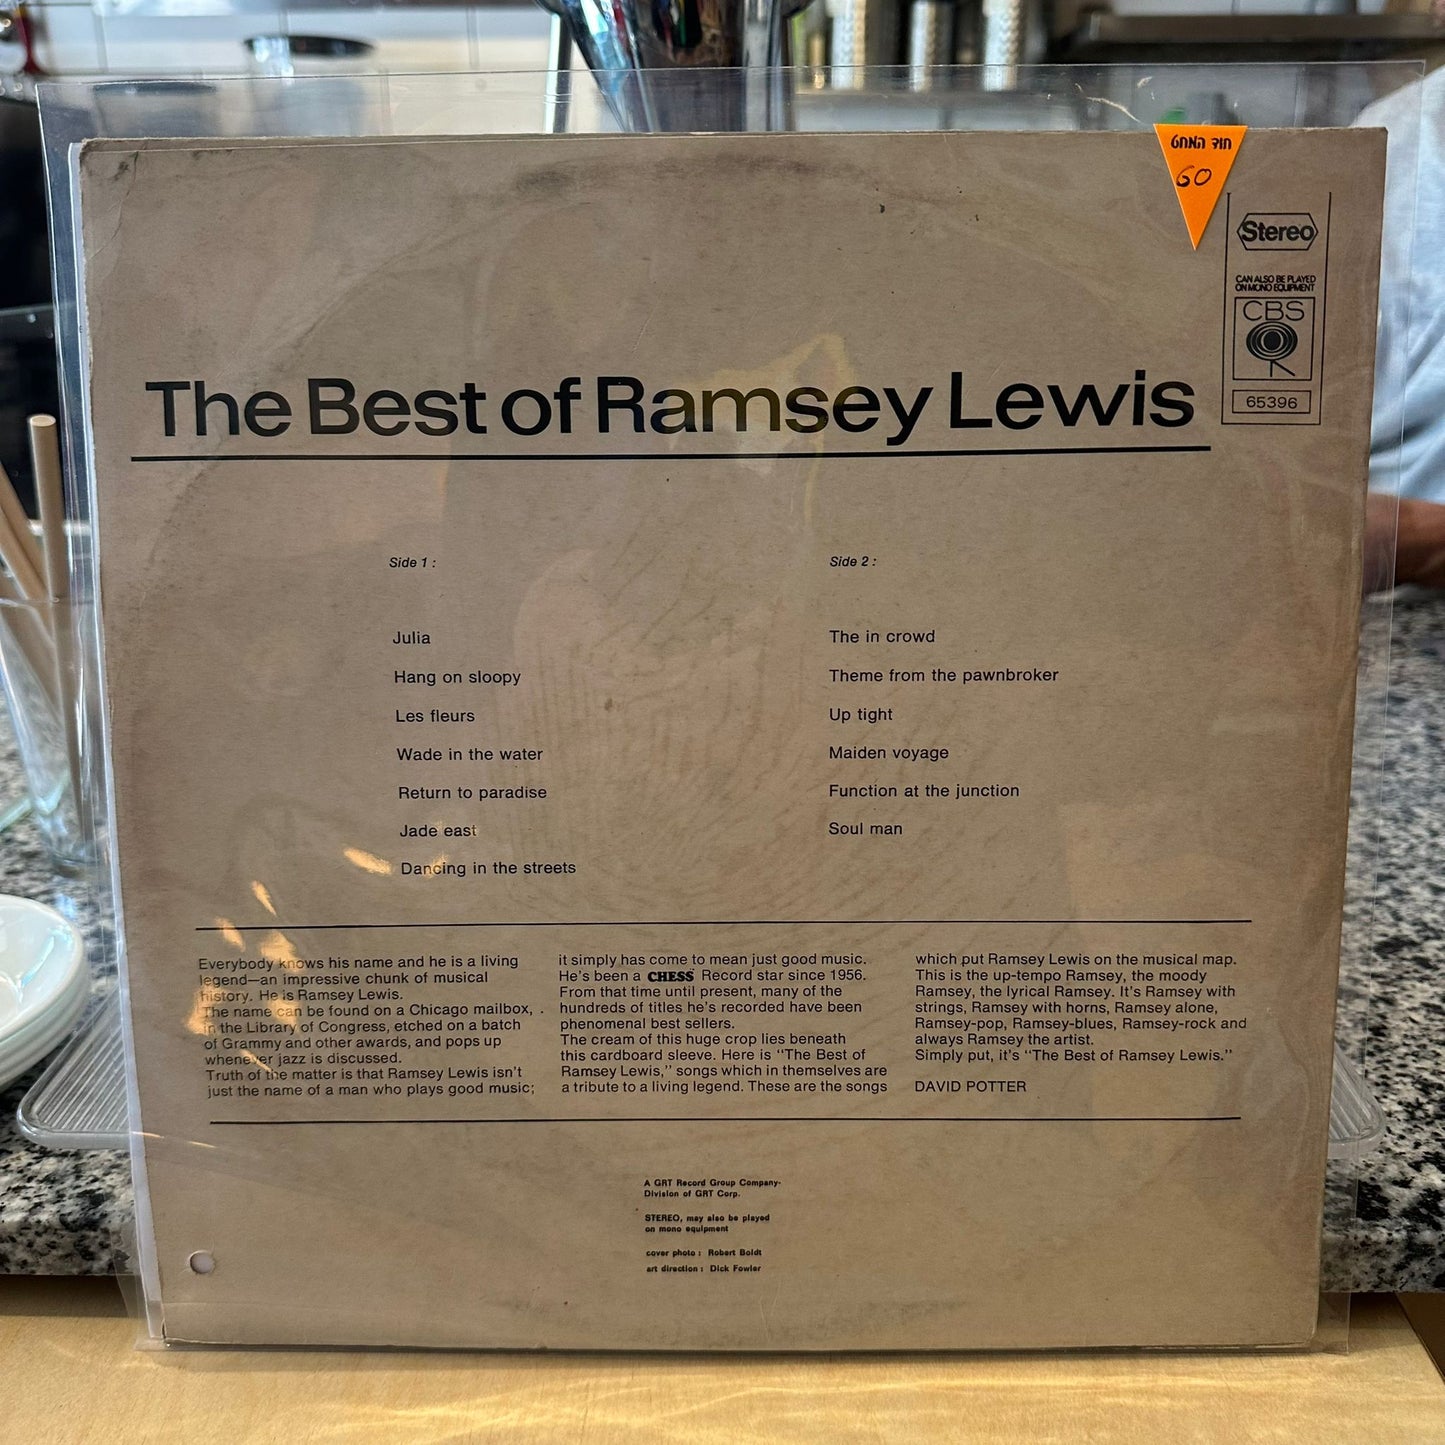 חוד המחט
60
Stereo
CAN ALSO BE PLAYED
ON MONO EQUIPMENT
CBS
65396
The Best of Ramsey Lewis
Side 1 :
Julia
Hang on sloopy
Les fleurs
Wade in the water
Return to paradise
Jade east
Dancing in the streets
Side 2 :
The in crowd
Theme from the pawnbroker
Up tight
Maiden voyage
Function at the junction
Soul man
Everybody knows his name and he is a living
legend—an impressive chunk of musical
history. He is Ramsey Lewis.
The name can be found on a Chicago mailbox,
in the Library of Congress, etched on a batch
of Grammy and other awards, and pops up
whenever jazz is discussed.
Truth of the matter is that Ramsey Lewis isn't
just the name of a man who plays good music;
it simply has come to mean just good music.
He's been a CHESS Record star since 1956.
From that time until present, many of the
hundreds of titles he's recorded have been
phenomenal best sellers.
The cream of this huge crop lies beneath
this cardboard sleeve. Here is "The Best of
Ramsey Lewis," songs which in themselves are
a tribute to a living legend. These are the songs
which put Ramsey Lewis on the musical map.
This is the up-tempo Ramsey, the moody
Ramsey, the lyrical Ramsey. It's Ramsey with
strings, Ramsey with horns, Ramsey alone,
Ramsey-pop, Ramsey-blues, Ramsey-rock and
always Ramsey the artist.
Simply put, it's "The Best of Ramsey Lewis."
DAVID POTTER
A GRT Record Group Company-
Division of GRT Corp.
STEREO, may also be played
on mono equipment
cover photo : Robert Boldt
art direction : Dick Fowler